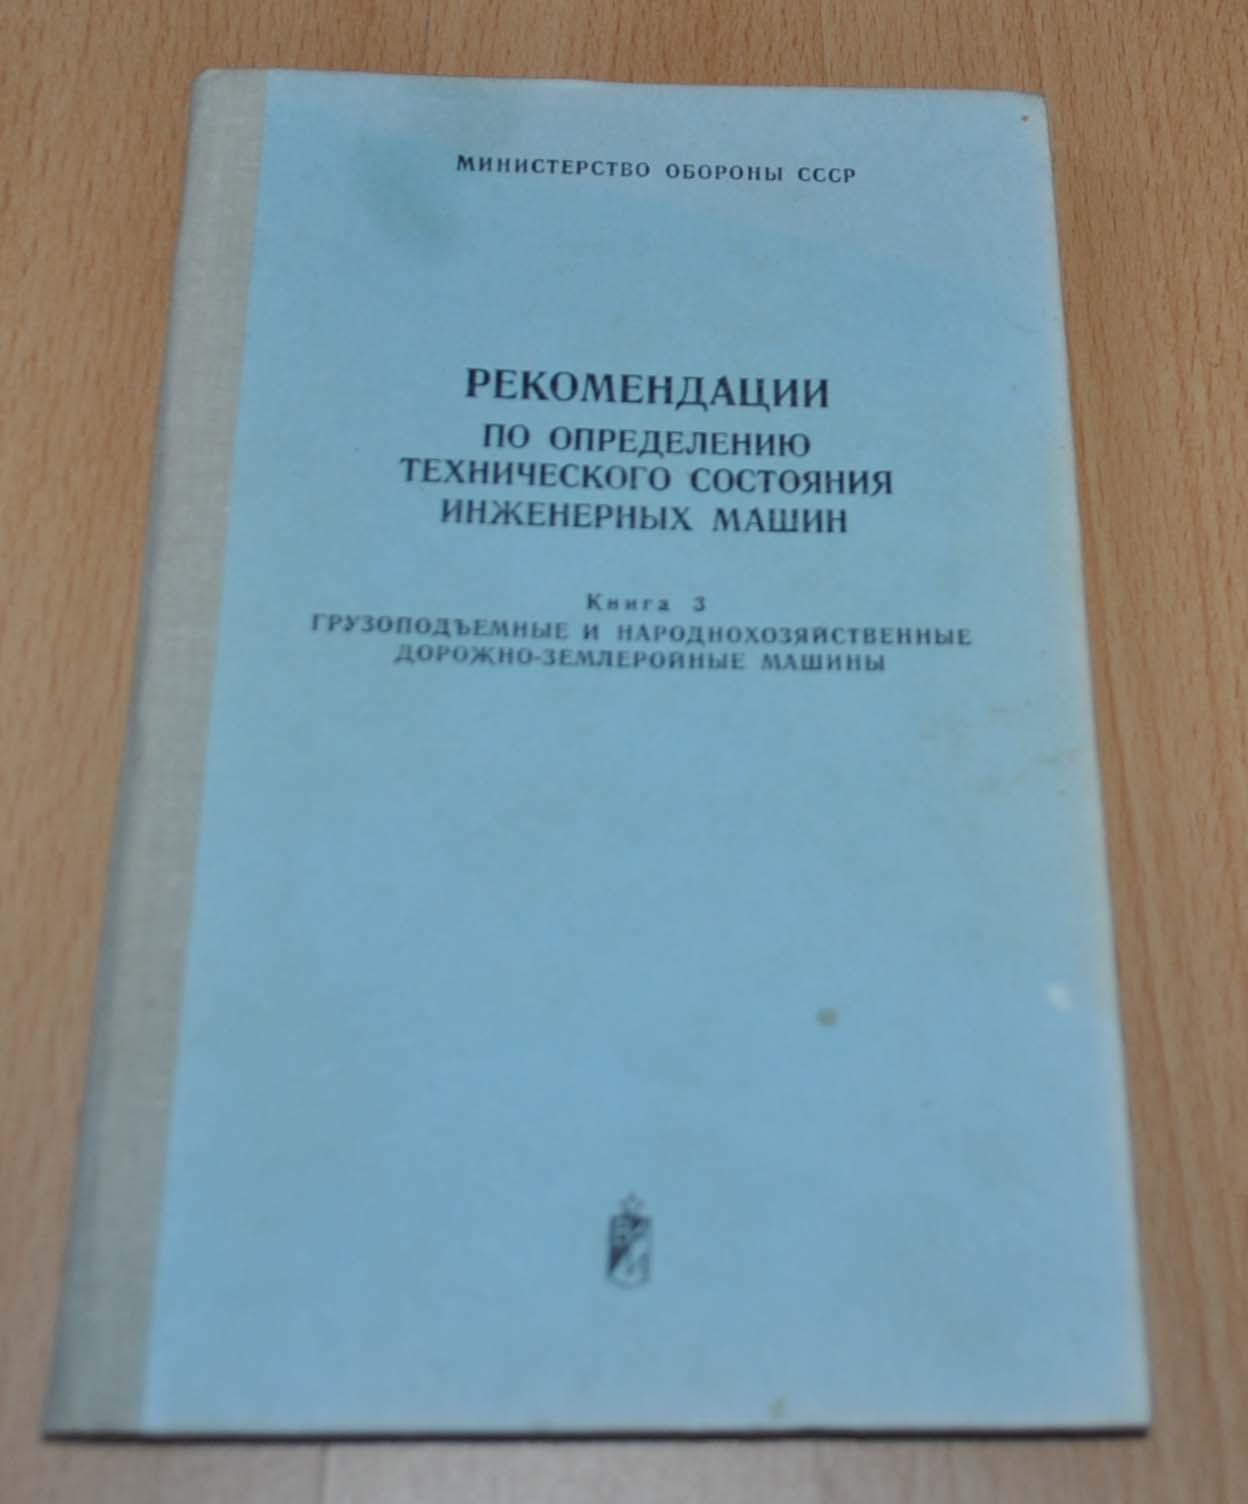 МИНИСТЕРСТВО ОБОРОНЫ СССР
РЕКОМЕНДАЦИИ
ПО ОПРЕДЕЛЕНИЮ
ТЕХНИЧЕСКОГО СОСТОЯНИЯ
ИНЖЕНЕРНЫХ МАШИН
Книга 3
ГРУЗОПОДЪЕМНЫЕ И НАРОДНОХОЗЯЙСТВЕННЫЕ
ДОРОЖНО-ЗЕМЛЕРОЙНЫЕ МАШИНЫ